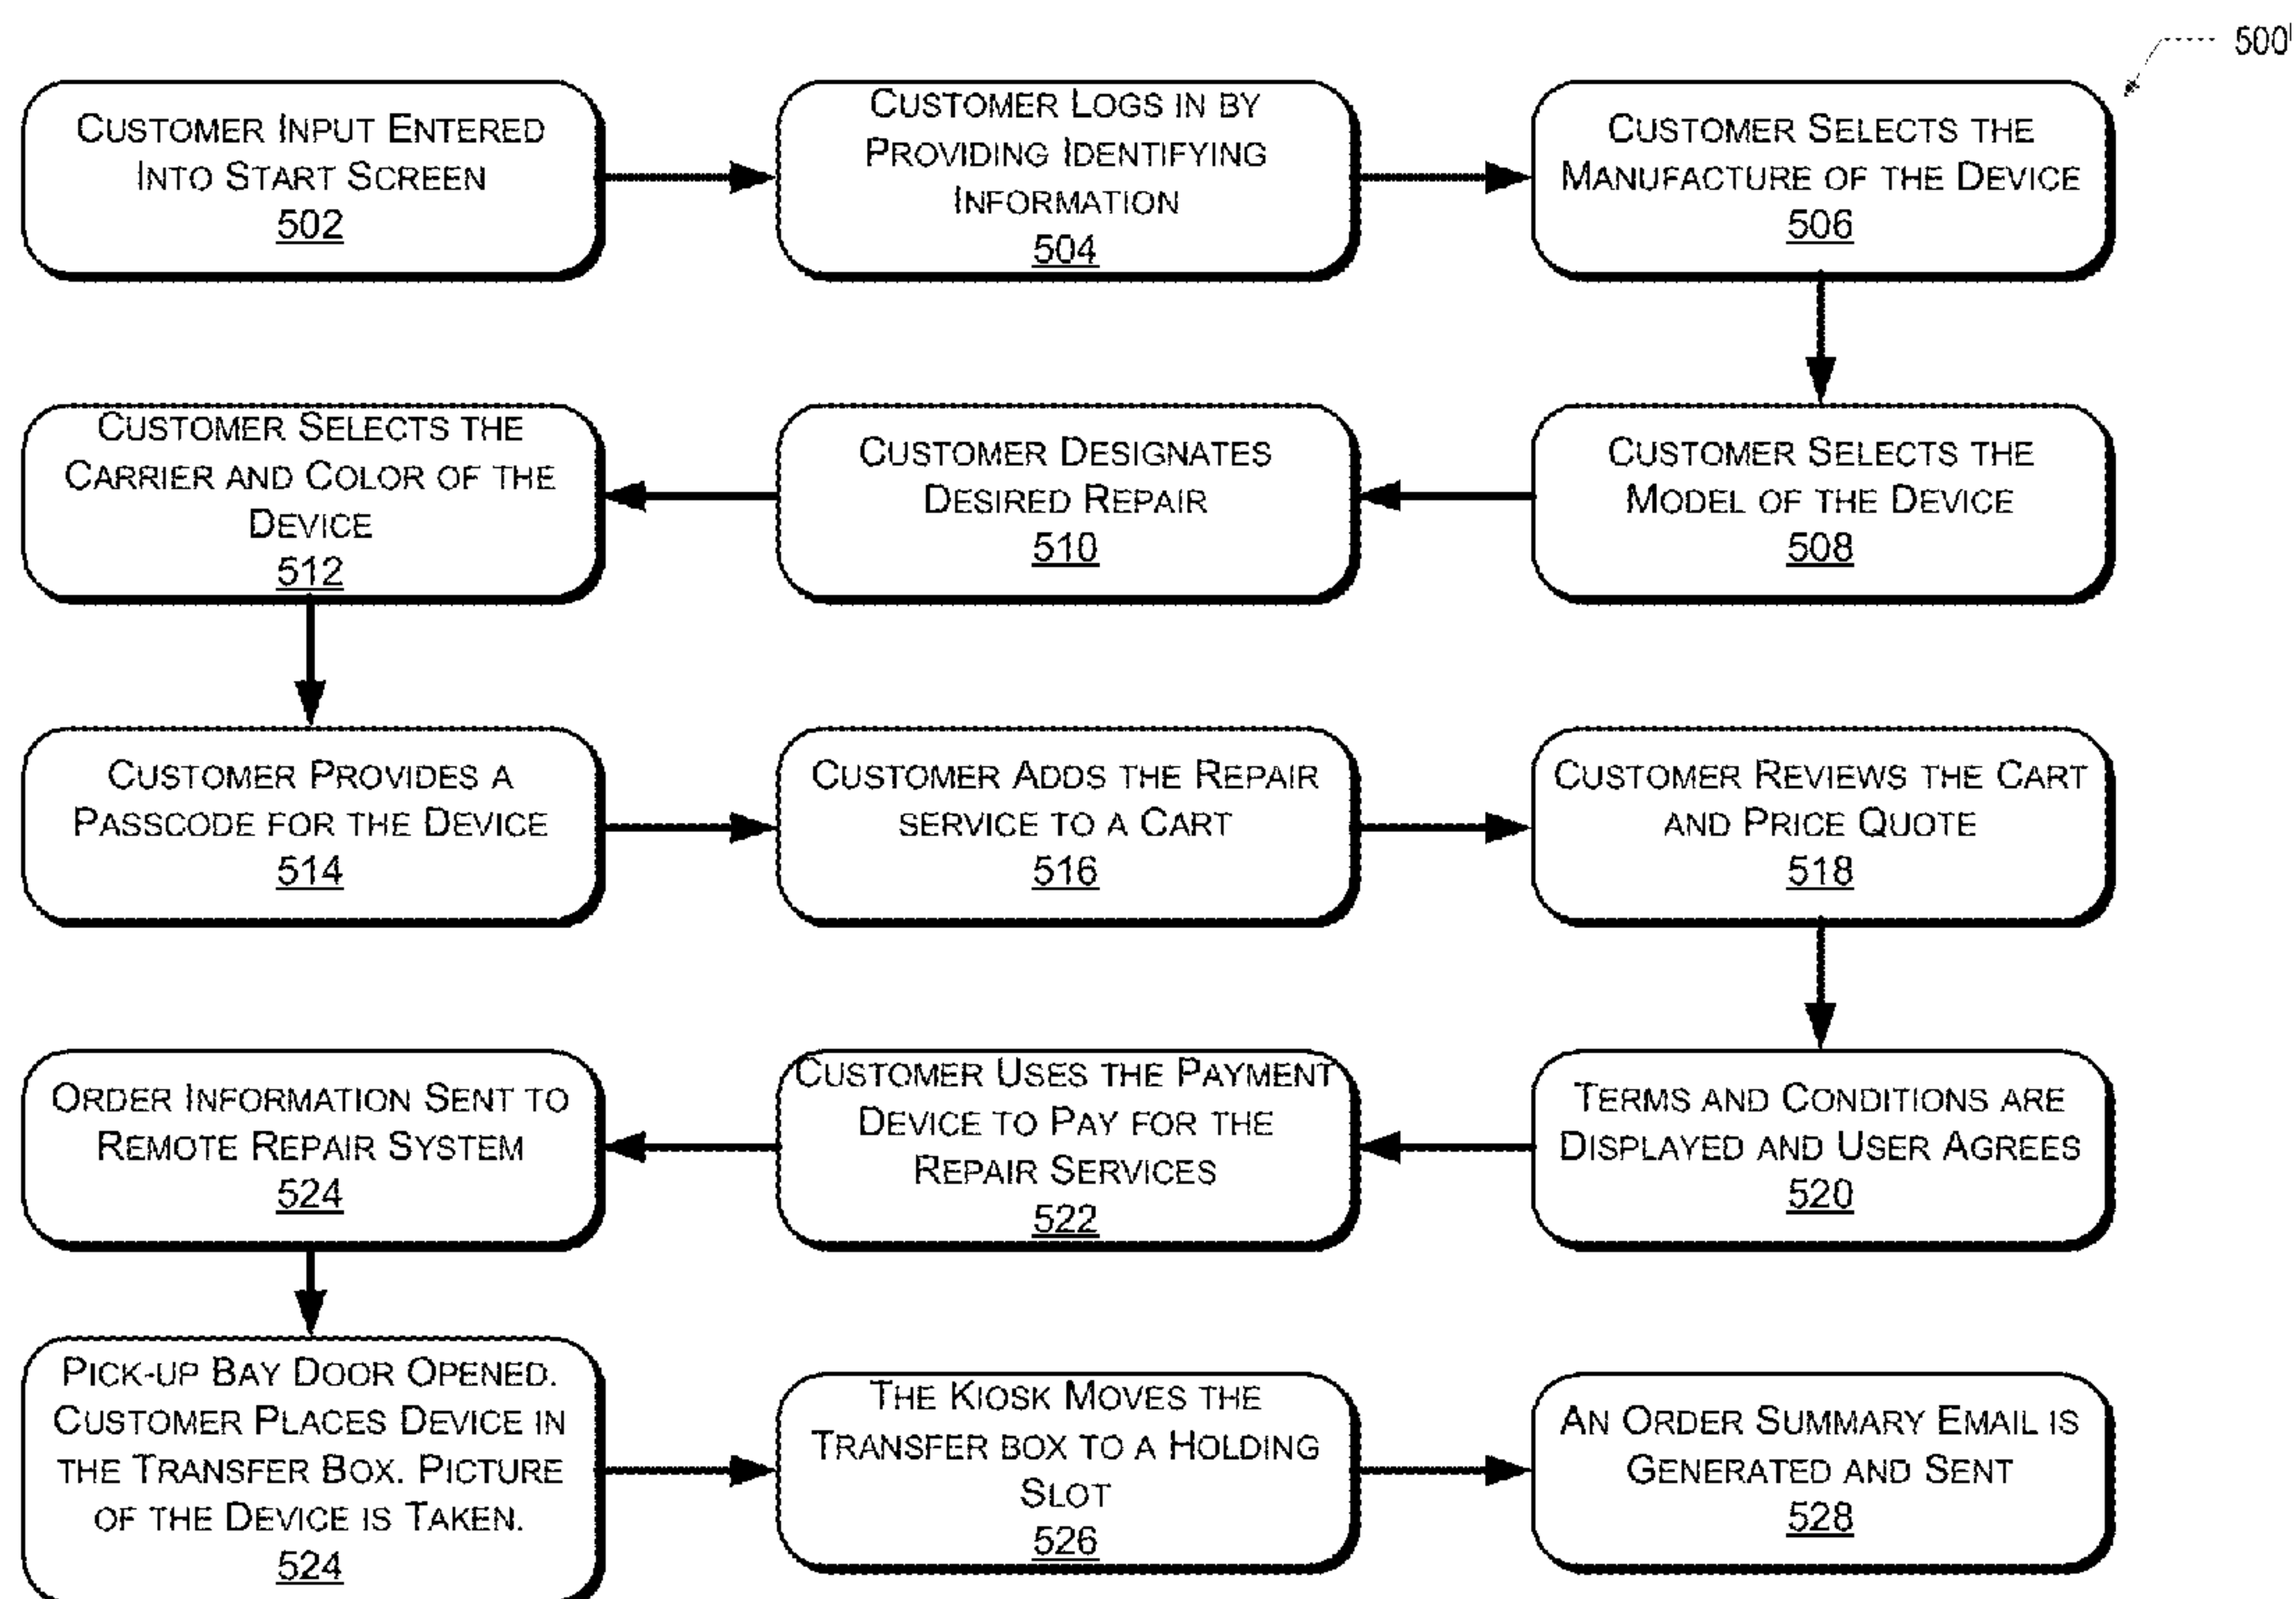 500
CUSTOMER INPUT ENTERED
INTO START SCREEN
502
CUSTOMER LOGS IN BY
PROVIDING IDENTIFYING
INFORMATION
504
CUSTOMER SELECTS THE
MANUFACTURE OF THE DEVICE
506
CUSTOMER SELECTS THE
MODEL OF THE DEVICE
508
CUSTOMER DESIGNATES
DESIRED REPAIR
510
CUSTOMER SELECTS THE
CARRIER AND COLOR OF THE
DEVICE
512
CUSTOMER PROVIDES A
PASSCODE FOR THE DEVICE
514
CUSTOMER ADDS THE REPAIR
SERVICE TO A CART
516
CUSTOMER REVIEWS THE CART
AND PRICE QUOTE
518
TERMS AND CONDITIONS ARE
DISPLAYED AND USER AGREES
520
CUSTOMER USES THE PAYMENT
DEVICE TO PAY FOR THE
REPAIR SERVICES
522
ORDER INFORMATION SENT TO
REMOTE REPAIR SYSTEM
524
PICK-UP BAY DOOR OPENED.
CUSTOMER PLACES DEVICE IN
THE TRANSFER BOX. PICTURE
OF THE DEVICE IS TAKEN.
524
THE KIOSK MOVES THE
TRANSFER BOX TO A HOLDING
SLOT
526
AN ORDER SUMMARY EMAIL IS
GENERATED AND SENT
528